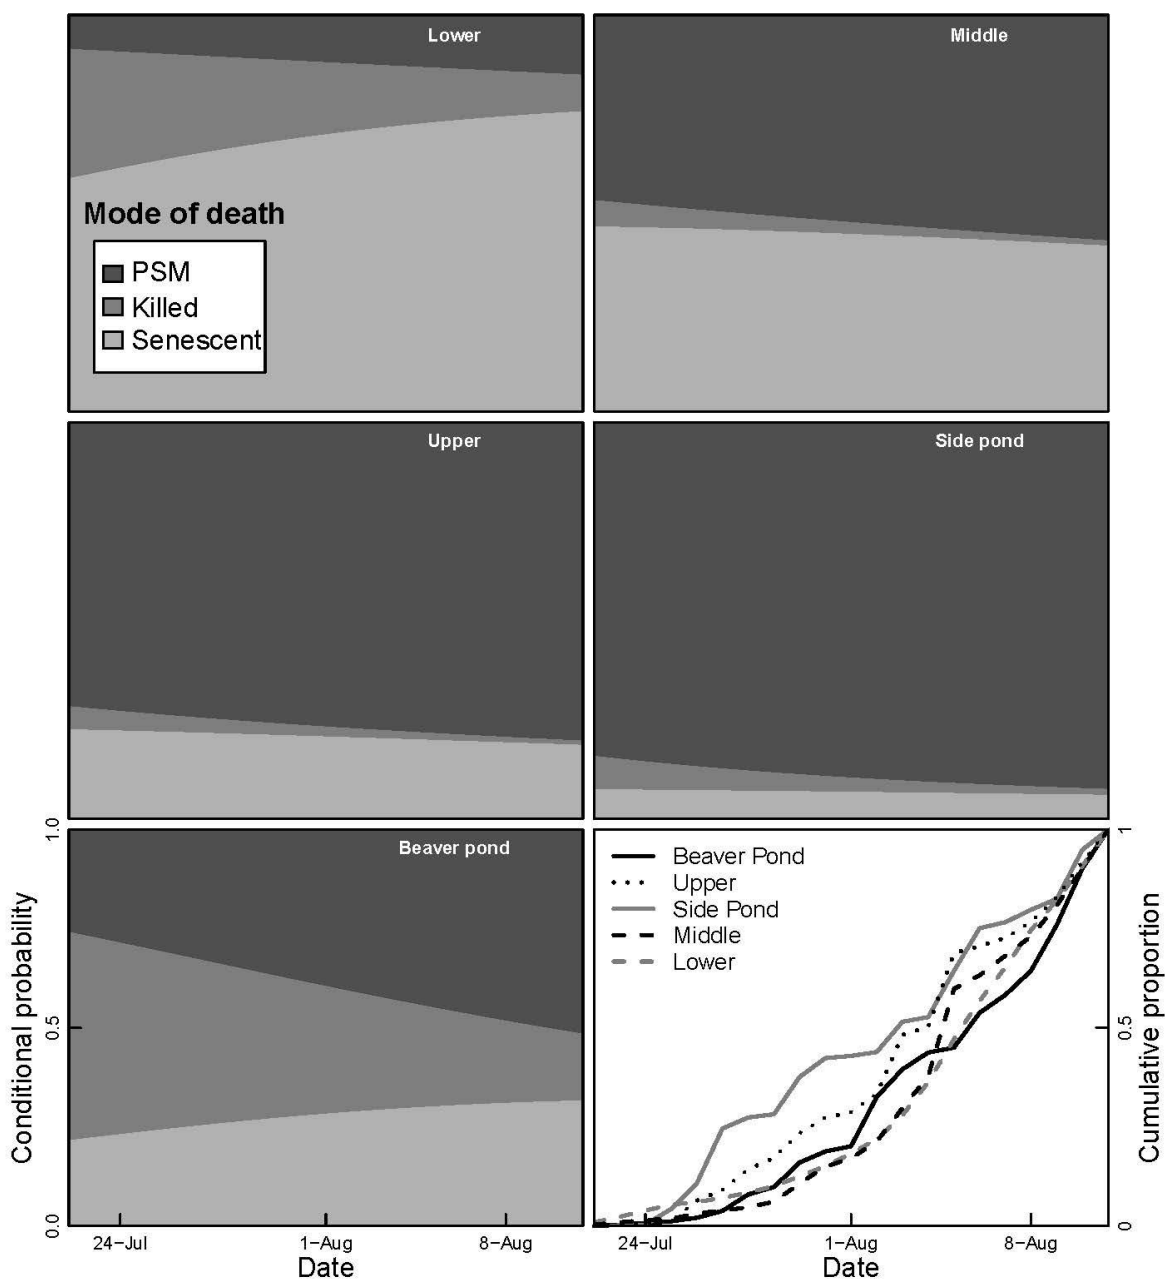 Lower
Middle
Mode of death
PSM
Killed
Senescent
Upper
Side pond
Beaver pond
Conditional probability
1.0
0.5
0.0
24-Jul
1-Aug
8-Aug
Date
Beaver Pond
Upper
Side Pond
Middle
Lower
Cumulative proportion
1
0.5
0
24-Jul
1-Aug
8-Aug
Date